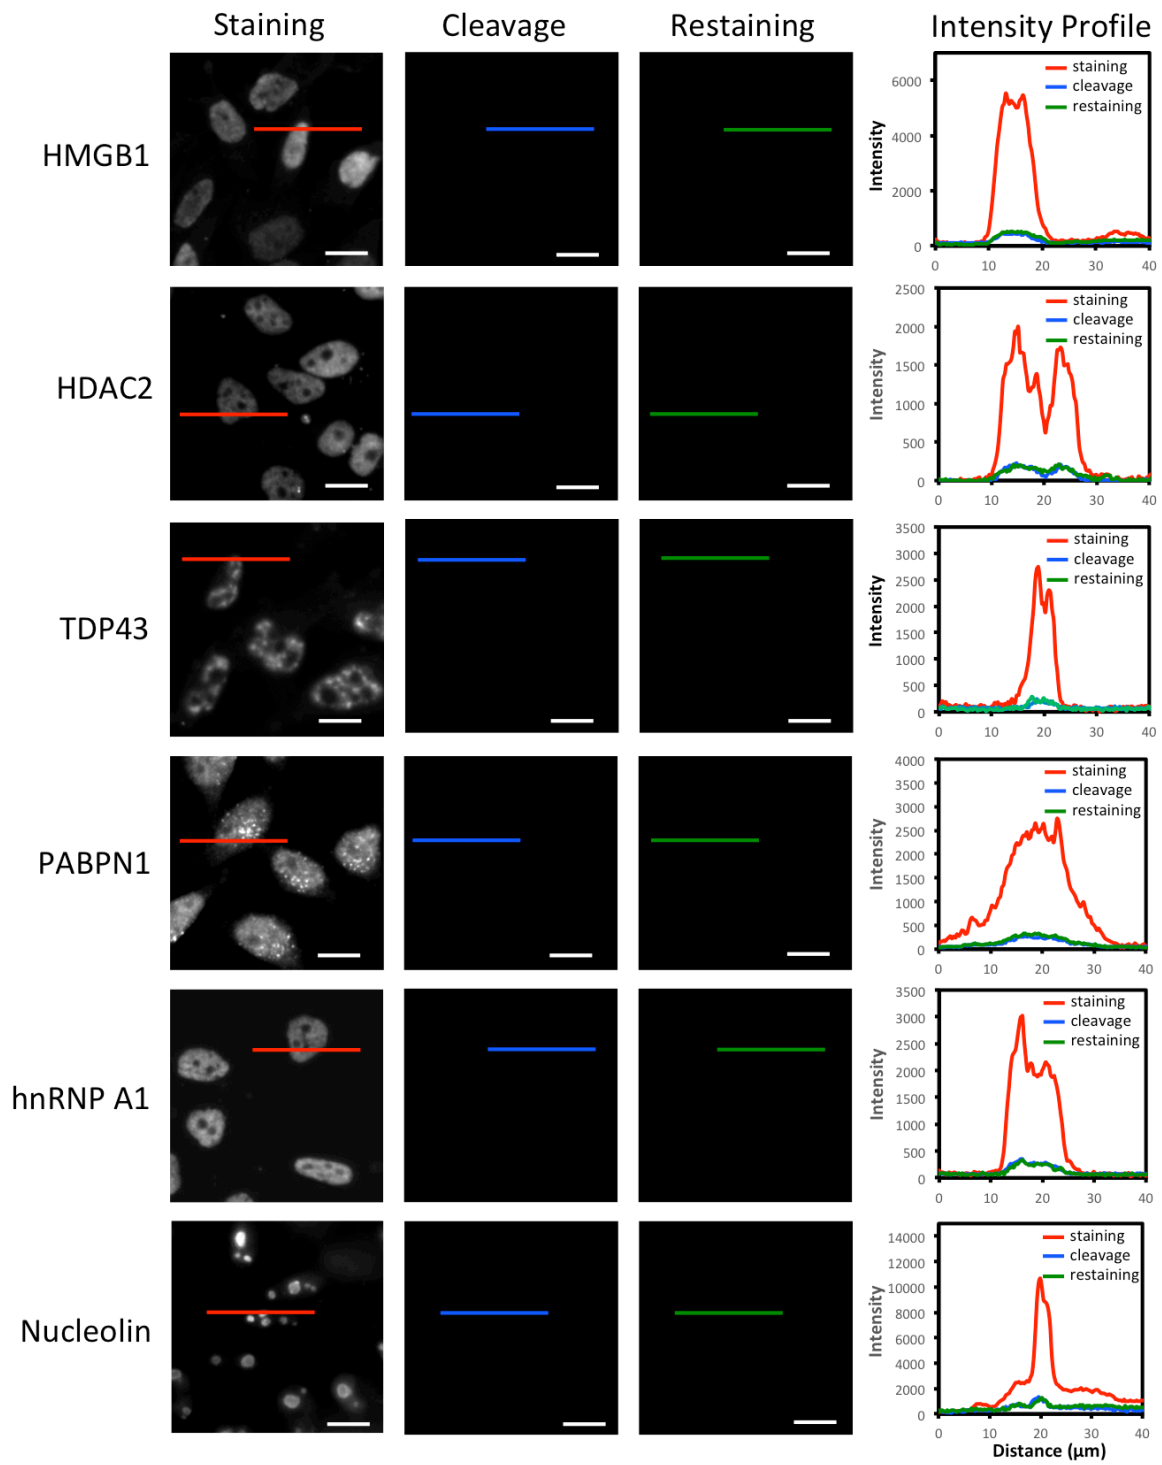 Staining Cleavage Restaining Intensity Profile
HMGB1
Intensity
6000
4000
2000
0
0 10 20 30 40
staining
cleavage
restaining
HDAC2
Intensity
2500
2000
1500
1000
500
0
0 10 20 30 40
staining
cleavage
restaining
TDP43
Intensity
3500
3000
2500
2000
1500
1000
500
0
0 10 20 30 40
staining
cleavage
restaining
PABPN1
Intensity
4000
3500
3000
2500
2000
1500
1000
500
0
0 10 20 30 40
staining
cleavage
restaining
hnRNP A1
Intensity
3500
3000
2500
2000
1500
1000
500
0
0 10 20 30 40
staining
cleavage
restaining
Nucleolin
Intensity
14000
12000
10000
8000
6000
4000
2000
0
0 10 20 30 40
staining
cleavage
restaining
Distance (μm)